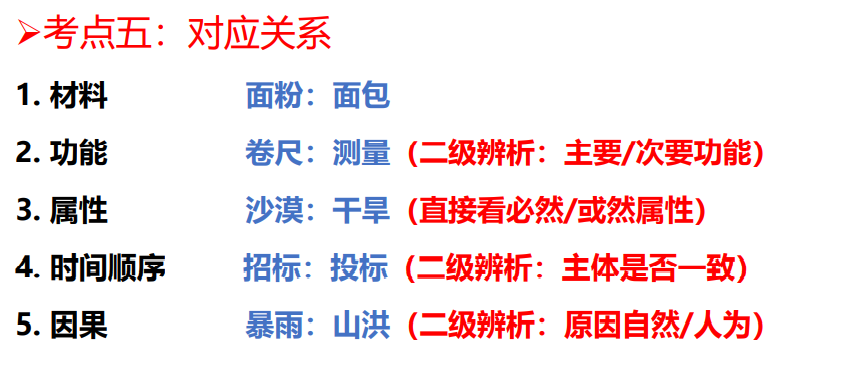 ➢考点五：对应关系
1. 材料 面粉：面包
2. 功能 卷尺：测量（二级辨析：主要/次要功能）
3. 属性 沙漠：干旱（直接看必然/或然属性）
4. 时间顺序 招标：投标（二级辨析：主体是否一致）
5. 因果 暴雨：山洪（二级辨析：原因自然/人为）